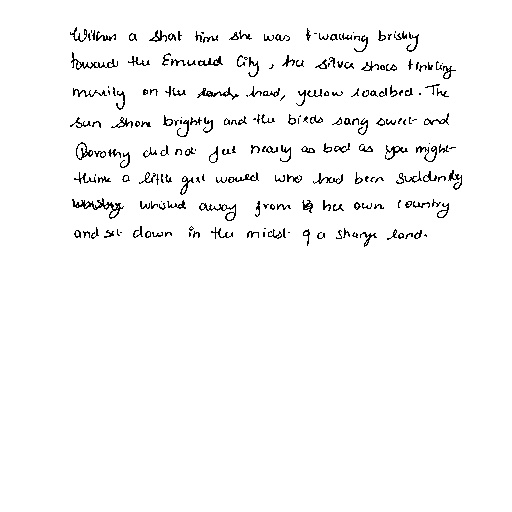 Within a short time she was walking briskly
toward the Emerald City, her silver shoes tinkling
merrily on the hard, yellow roadbed. The
sun shone brightly and the birds sang sweet and
Dorothy did not feel nearly as bad as you might
think a little girl would who had been suddenly
whisked away from her own country
and set down in the midst of a strange land.